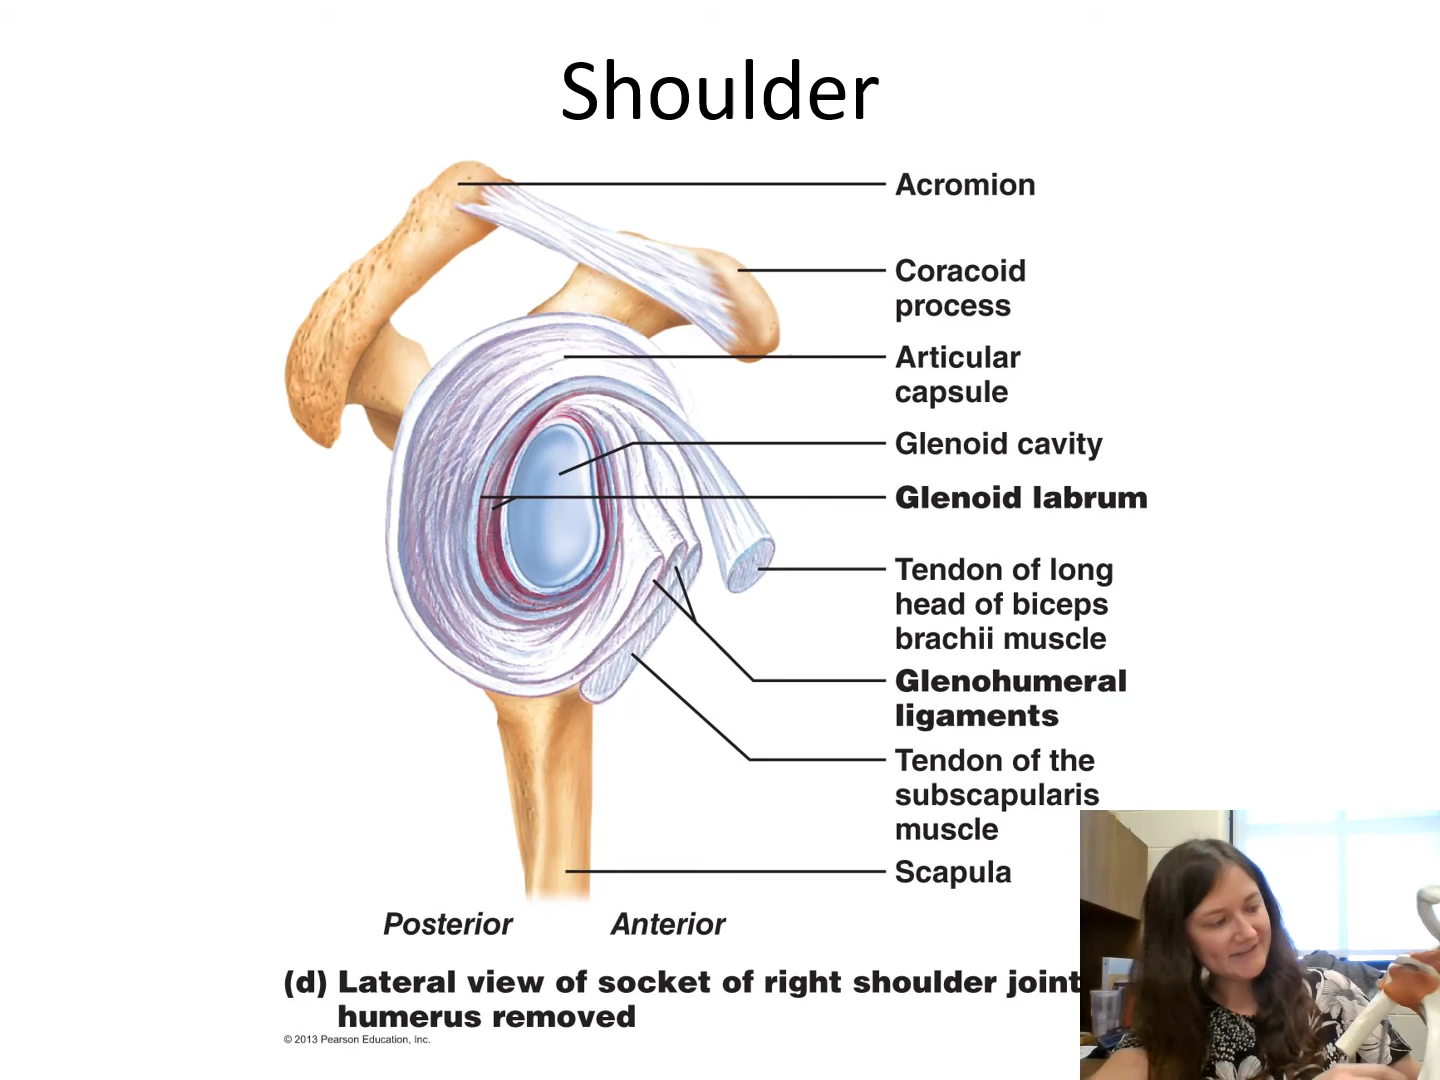 Shoulder
Acromion
Coracoid
process
Articular
capsule
Glenoid cavity
Glenoid labrum
Tendon of long
head of biceps
brachii muscle
Glenohumeral
ligaments
Tendon of the
subscapularis
muscle
Scapula
Posterior Anterior
(d) Lateral view of socket of right shoulder joint
humerus removed
© 2013 Pearson Education, Inc.